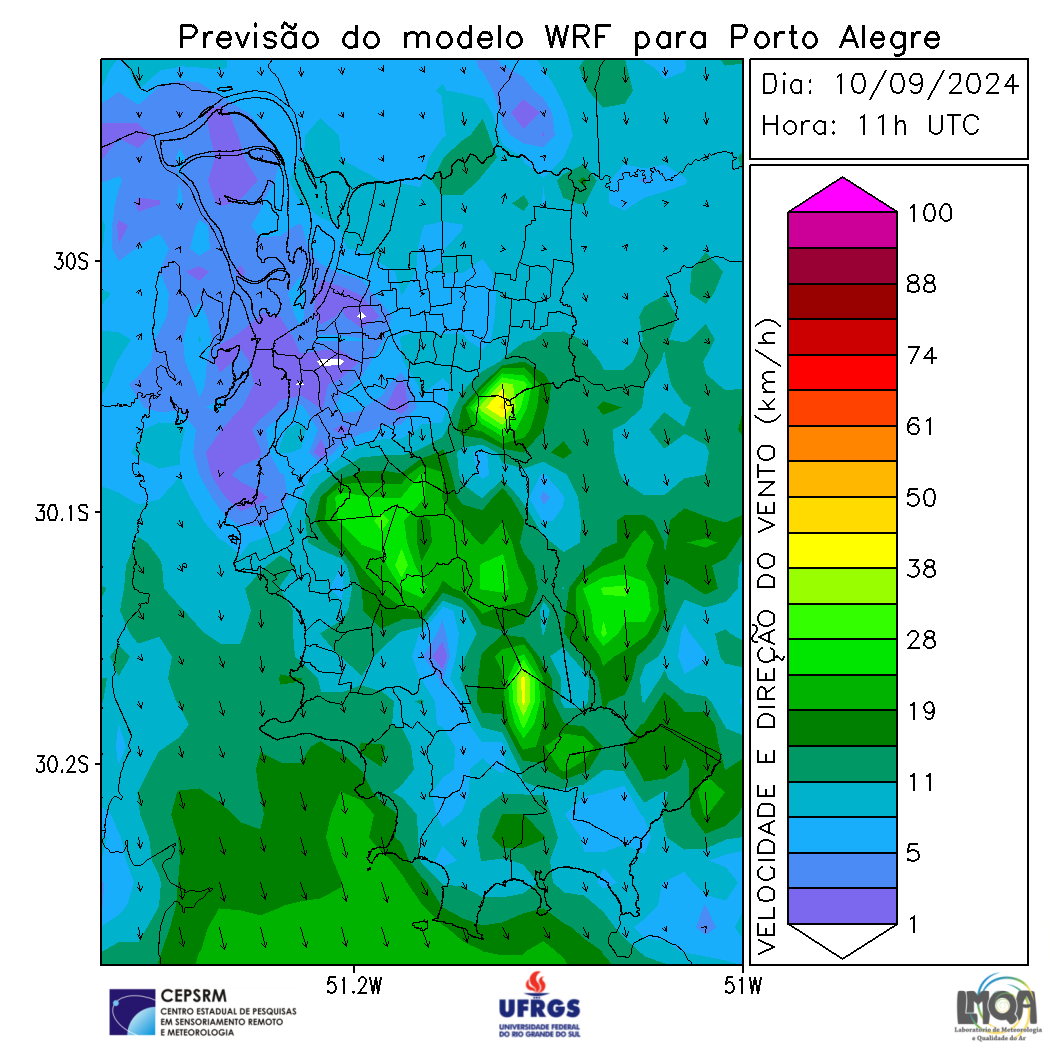 Previsão do modelo WRF para Porto Alegre
Dia: 10/09/2024
Hora: 11h UTC
30S
30.1S
30.2S
51.2W
51W
VELOCIDADE E DIREÇÃO DO VENTO (km/h)
100
88
74
61
50
38
28
19
11
5
1
CEPSRM
CENTRO ESTADUAL DE PESQUISAS
EM SENSORIAMENTO REMOTO
E METEOROLOGIA
UFRGS
UNIVERSIDADE FEDERAL
DO RIO GRANDE DO SUL
LMQA
Laboratório de Meteorologia
e Qualidade do Ar